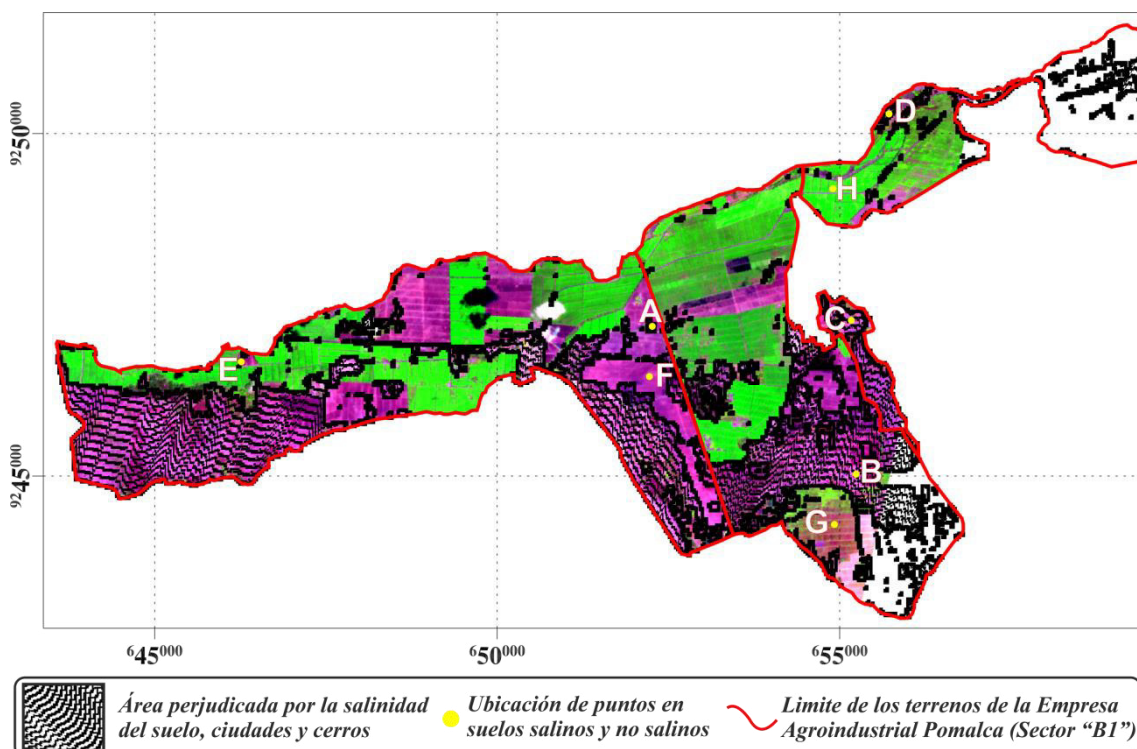 9250000
D
H
A
C
E
F
B
G
9245000
645000
650000
655000
Área perjudicada por la salinidad
del suelo, ciudades y cerros
Ubicación de puntos en
suelos salinos y no salinos
Limite de los terrenos de la Empresa
Agroindustrial Pomalca (Sector “B1”)